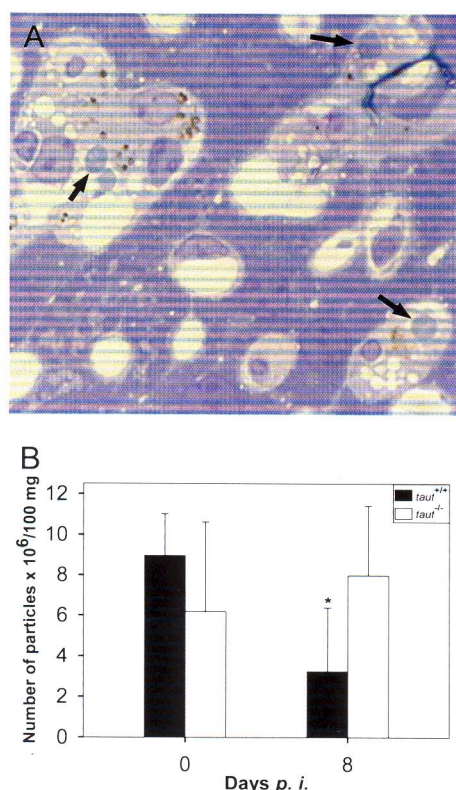 A
B
Number of particles x 10⁶/100 mg
12
10
8
6
4
2
0
taut⁺/⁺
taut⁻/⁻
*
0
8
Days p. i.